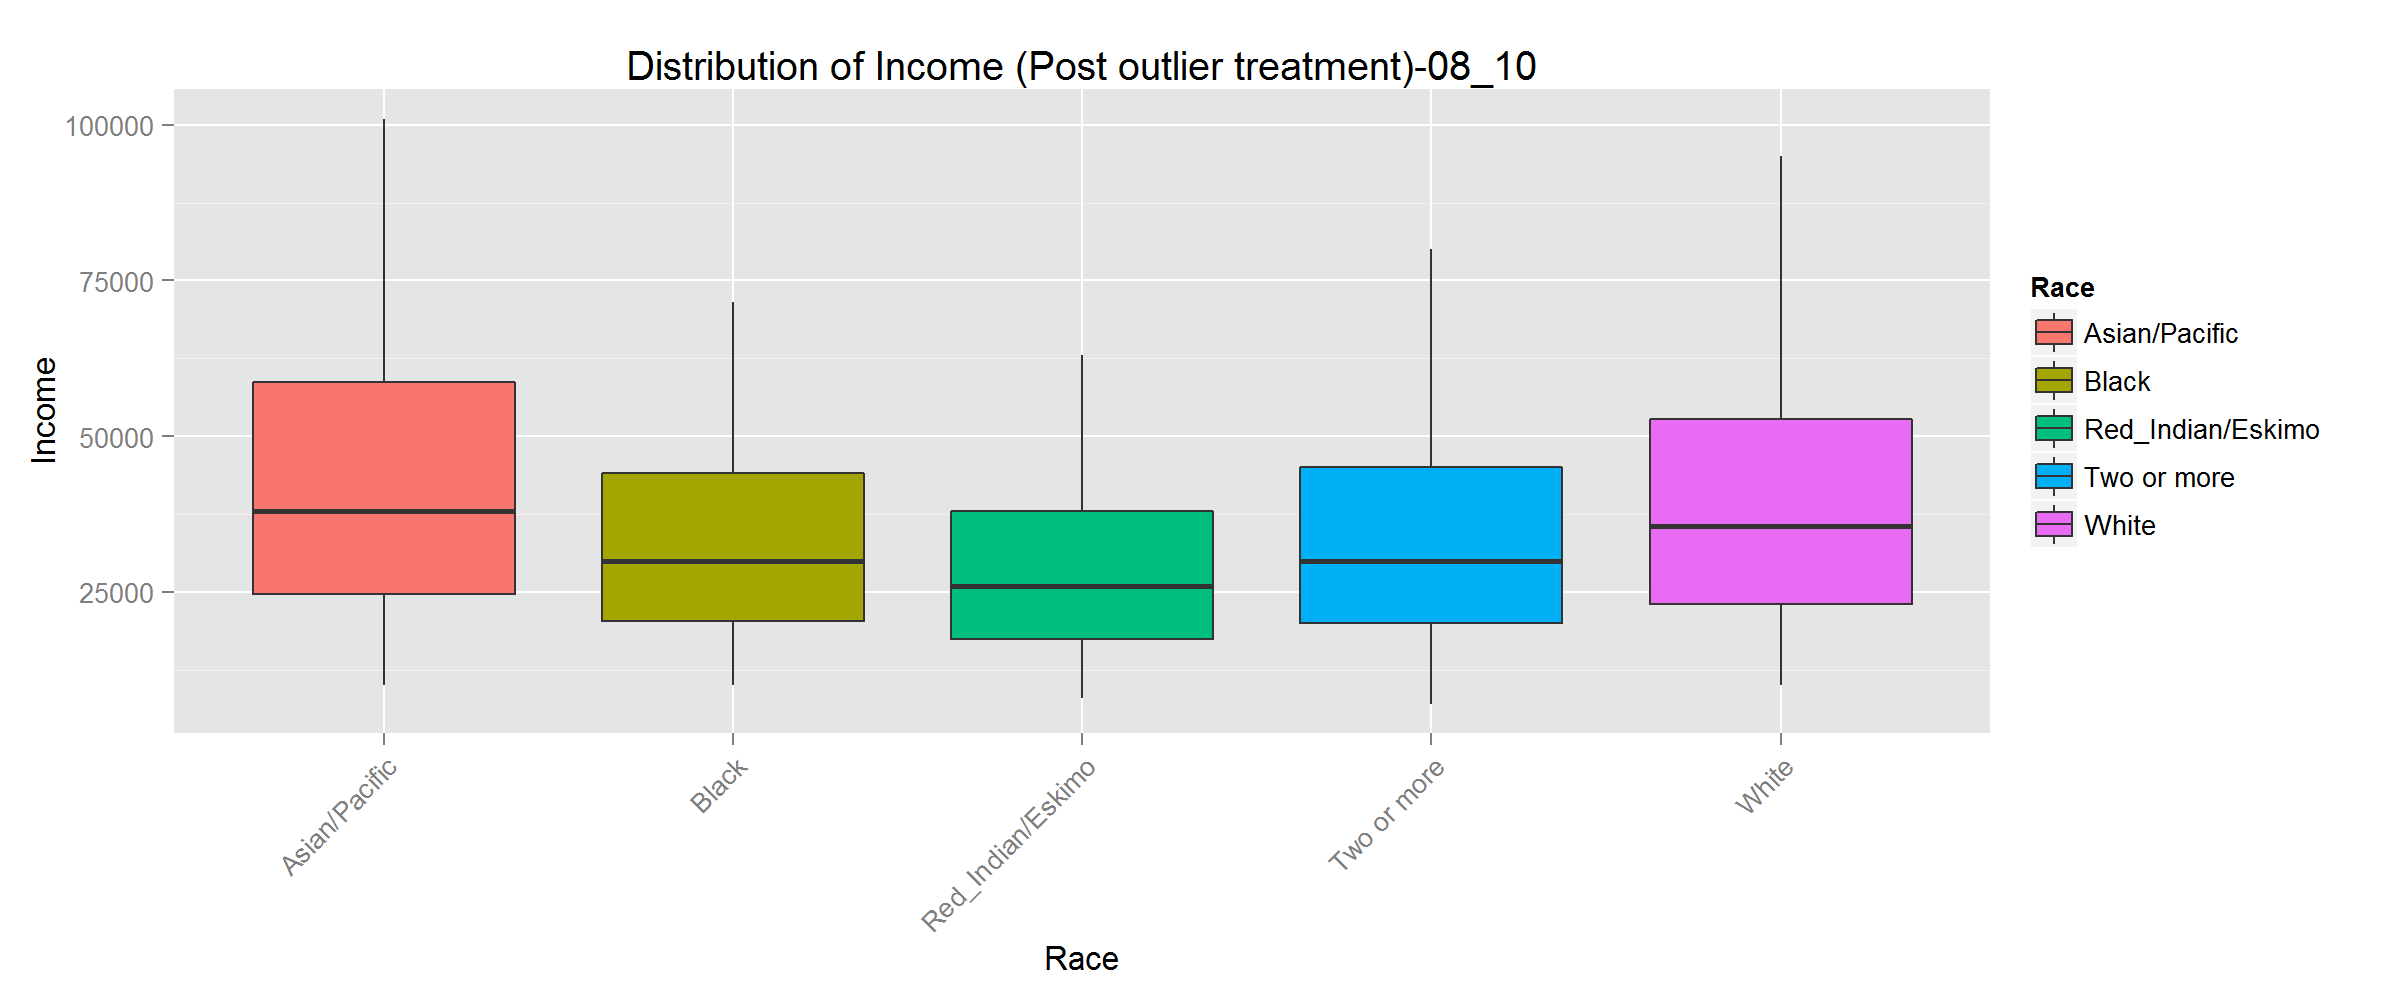 Distribution of Income (Post outlier treatment)-08_10
Income
100000
75000
50000
25000
Asian/Pacific
Black
Red_Indian/Eskimo
Two or more
White
Race
Race
Asian/Pacific
Black
Red_Indian/Eskimo
Two or more
White